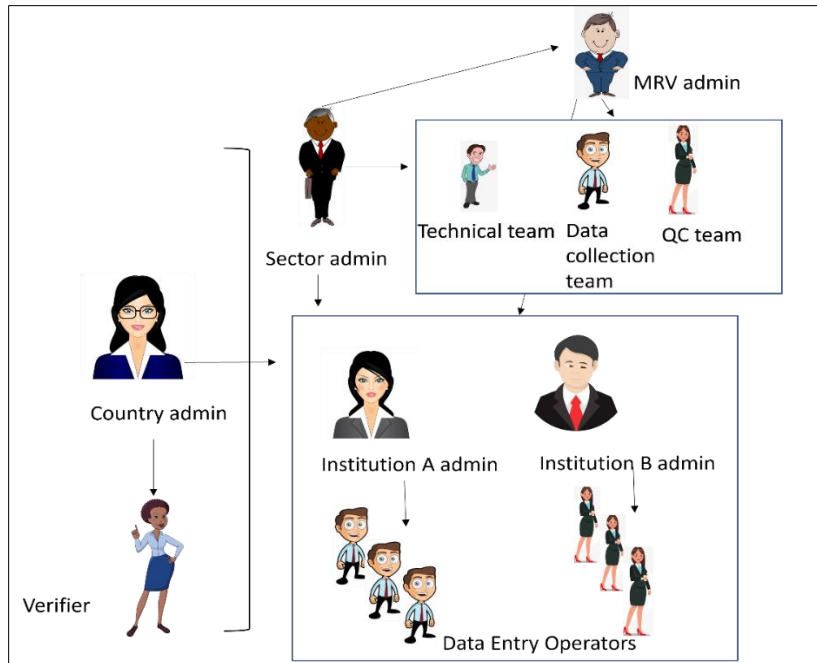 MRV admin
Technical team
Data
collection
team
QC team
Sector admin
Country admin
Institution A admin
Institution B admin
Verifier
Data Entry Operators